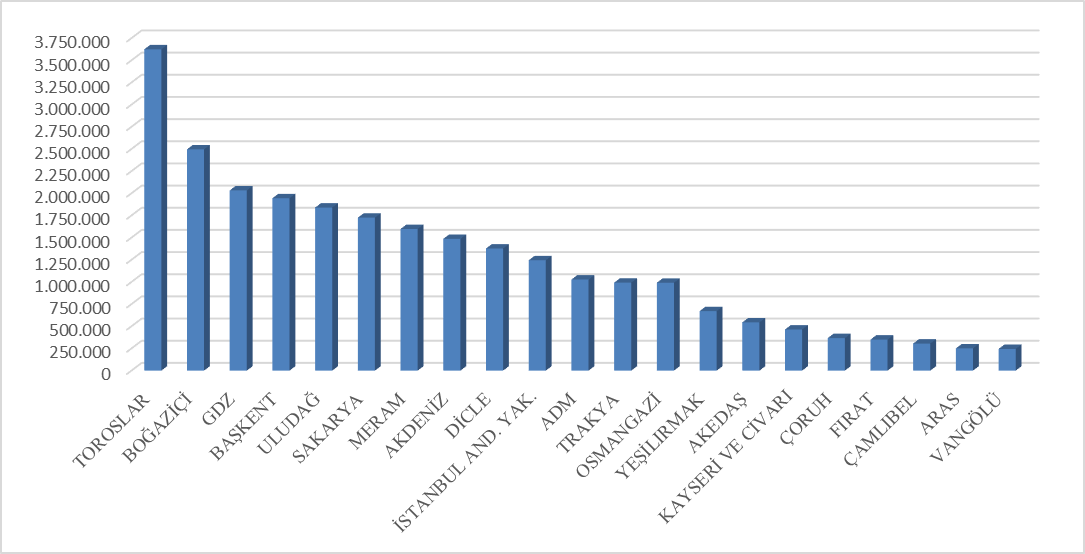 3.750.000
3.500.000
3.250.000
3.000.000
2.750.000
2.500.000
2.250.000
2.000.000
1.750.000
1.500.000
1.250.000
1.000.000
750.000
500.000
250.000
0
TOROSLAR
BOĞAZİÇİ
GDZ
BAŞKENT
ULUDAĞ
SAKARYA
MERAM
AKDENİZ
DİCLE
İSTANBUL AND. YAK.
ADM
TRAKYA
OSMANGAZİ
YEŞİLIRMAK
AKEDAŞ
KAYSERİ VE CİVARI
ÇORUH
FIRAT
ÇAMLIBEL
ARAS
VANGÖLÜ